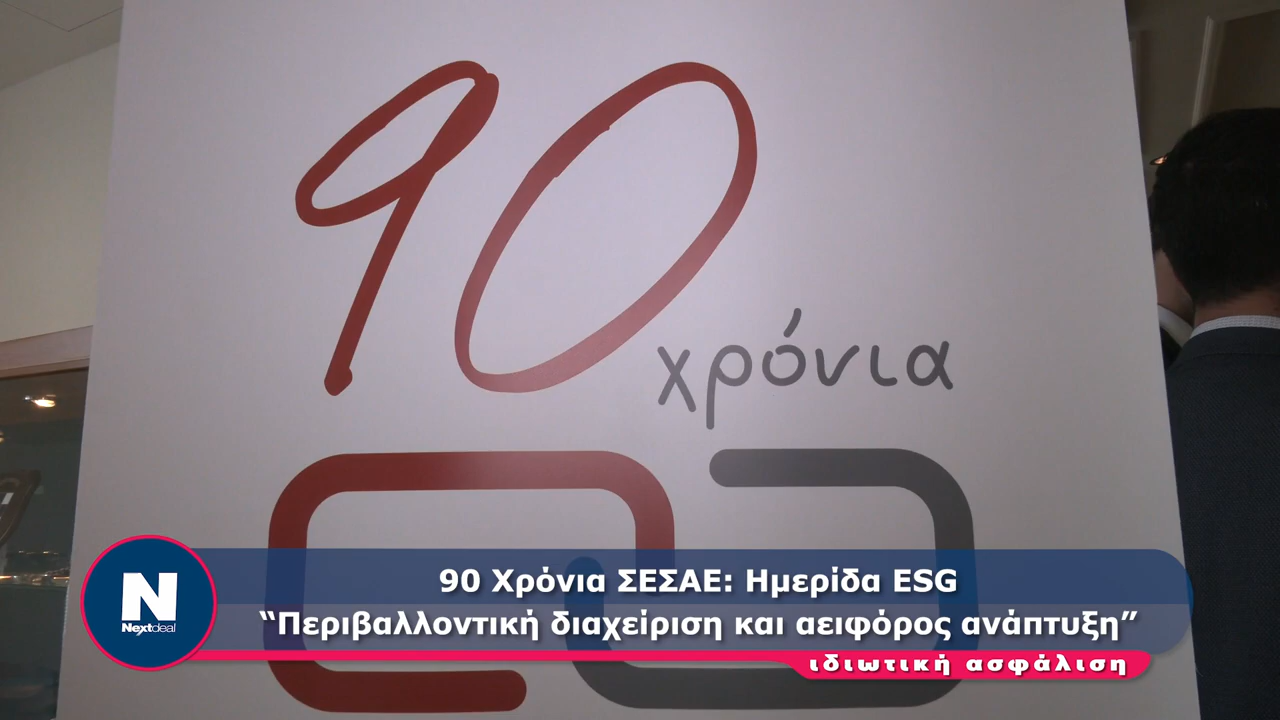 90
χρόνια
90 Χρόνια ΣΕΣΑΕ: Ημερίδα ESG
“Περιβαλλοντική διαχείριση και αειφόρος ανάπτυξη”
N
Nextdeal
ιδιωτική ασφάλιση